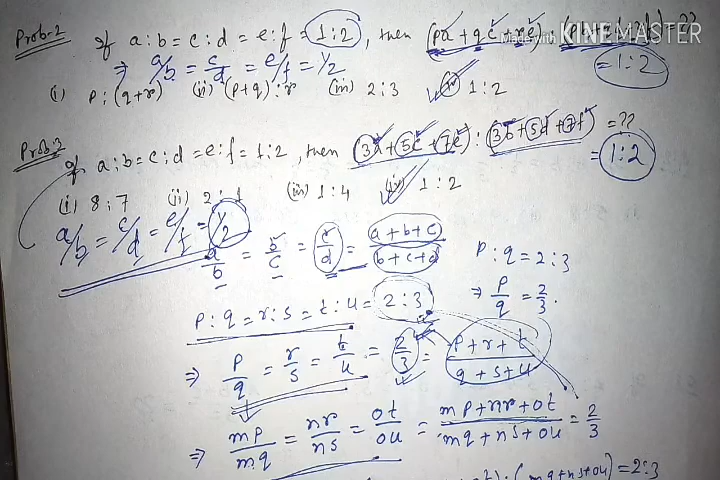 Prob-2 If a:b = c:d = e:f = 1:2, then (pa + qc + re) : ??
⇒ a/b = c/d = e/f = 1/2 = 1:2
(i) p:(q+r) (ii) (p+q):r (iii) 2:3 (iv) 1:2
Prob-3
If a:b = c:d = e:f = 1:2, then (3a+5c+7e):(3b+5d+7f) = ??
= 1:2
(i) 8:7 (ii) 2:1 (iii) 1:4 (iv) 1:2
a/b = c/d = e/f = 1/2
a/b = b/c = c/d = (a+b+c)/(b+c+d)
p:q = 2:3
⇒ p/q = 2/3.
p:q = r:s = t:u = 2:3
⇒ p/q = r/s = t/u = 2/3 = (p+r+t)/(q+s+u)
⇒ mp/mq = nr/ns = ot/ou = (mp+nr+ot)/(mq+ns+ou) = 2/3
(mq+ns+ou) = 2:3
Made with KINEMASTER